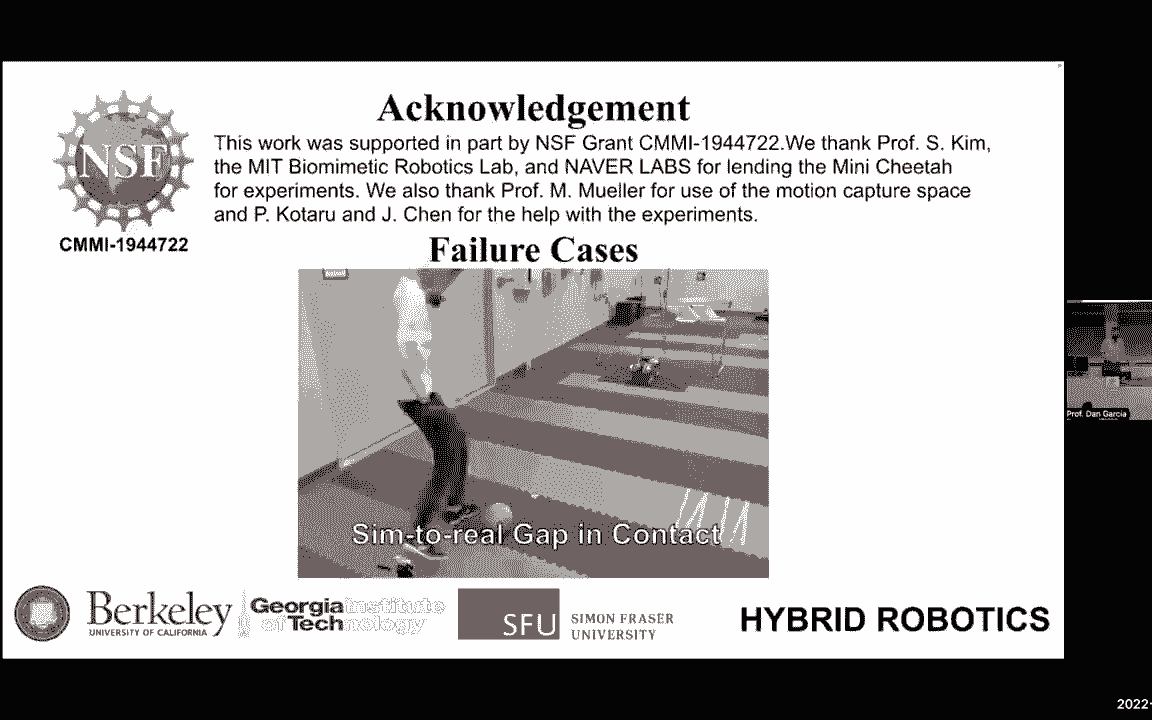 Acknowledgement
NSF
This work was supported in part by NSF Grant CMMI-1944722.We thank Prof. S. Kim,
the MIT Biomimetic Robotics Lab, and NAVER LABS for lending the Mini Cheetah
for experiments. We also thank Prof. M. Mueller for use of the motion capture space
and P. Kotaru and J. Chen for the help with the experiments.
CMMI-1944722
Failure Cases
Sim-to-real Gap in Contact
Prof. Dan Garcia
Berkeley
UNIVERSITY OF CALIFORNIA
Georgia Institute
of Technology
SFU
SIMON FRASER
UNIVERSITY
HYBRID ROBOTICS
2022-